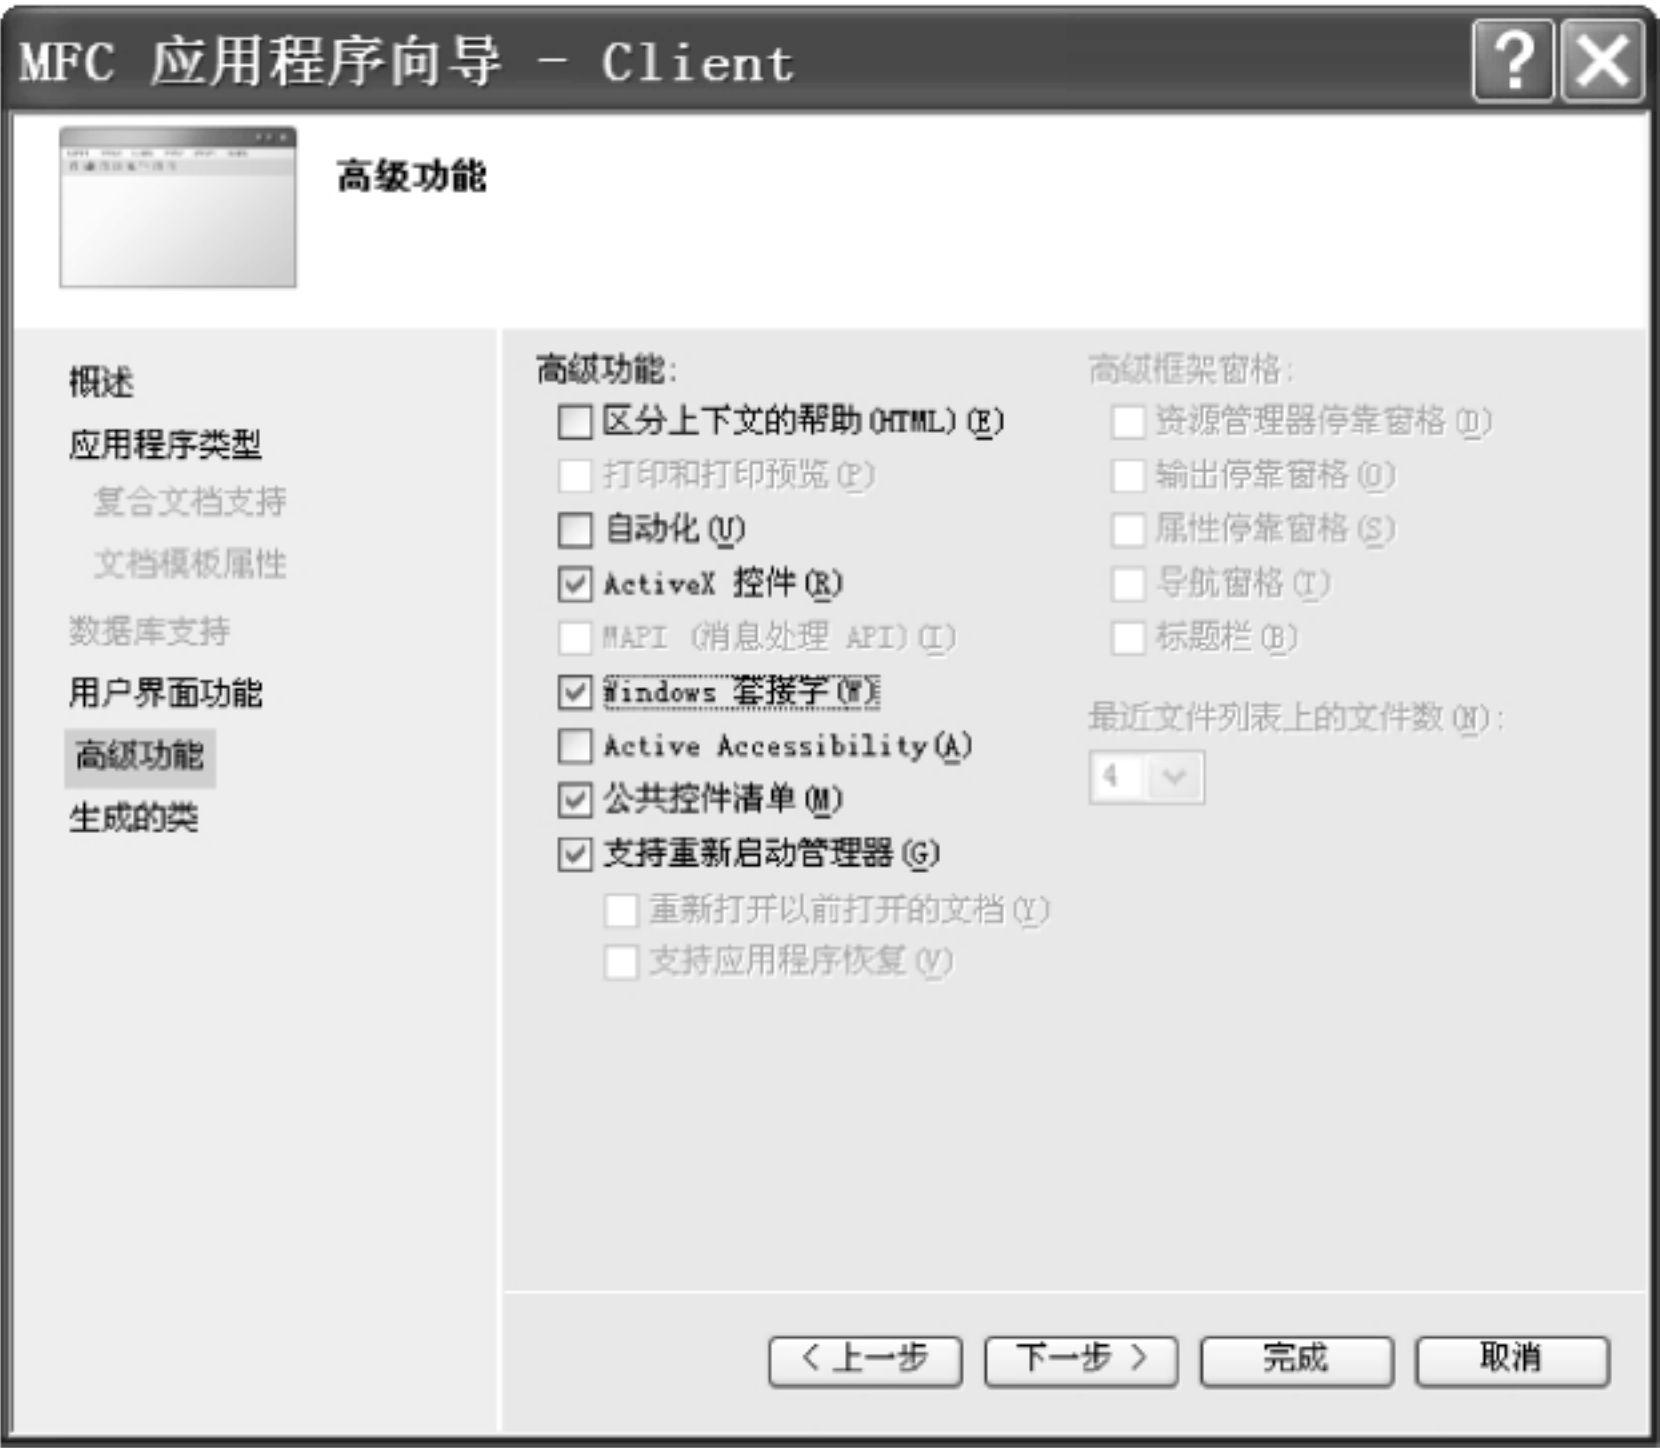 MFC 应用程序向导 - Client
高级功能
概述
应用程序类型
复合文档支持
文档模板属性
数据库支持
用户界面功能
高级功能
生成的类
高级功能:
区分上下文的帮助(HTML)(E)
打印和打印预览(P)
自动化(U)
ActiveX 控件(R)
MAPI (消息处理 API)(I)
Windows 套接字(W)
Active Accessibility(A)
公共控件清单(M)
支持重新启动管理器(G)
重新打开以前打开的文档(Y)
支持应用程序恢复(V)
高级框架窗格:
资源管理器停靠窗格(D)
输出停靠窗格(O)
属性停靠窗格(S)
导航窗格(T)
标题栏(B)
最近文件列表上的文件数(N):
4
< 上一步
下一步 >
完成
取消